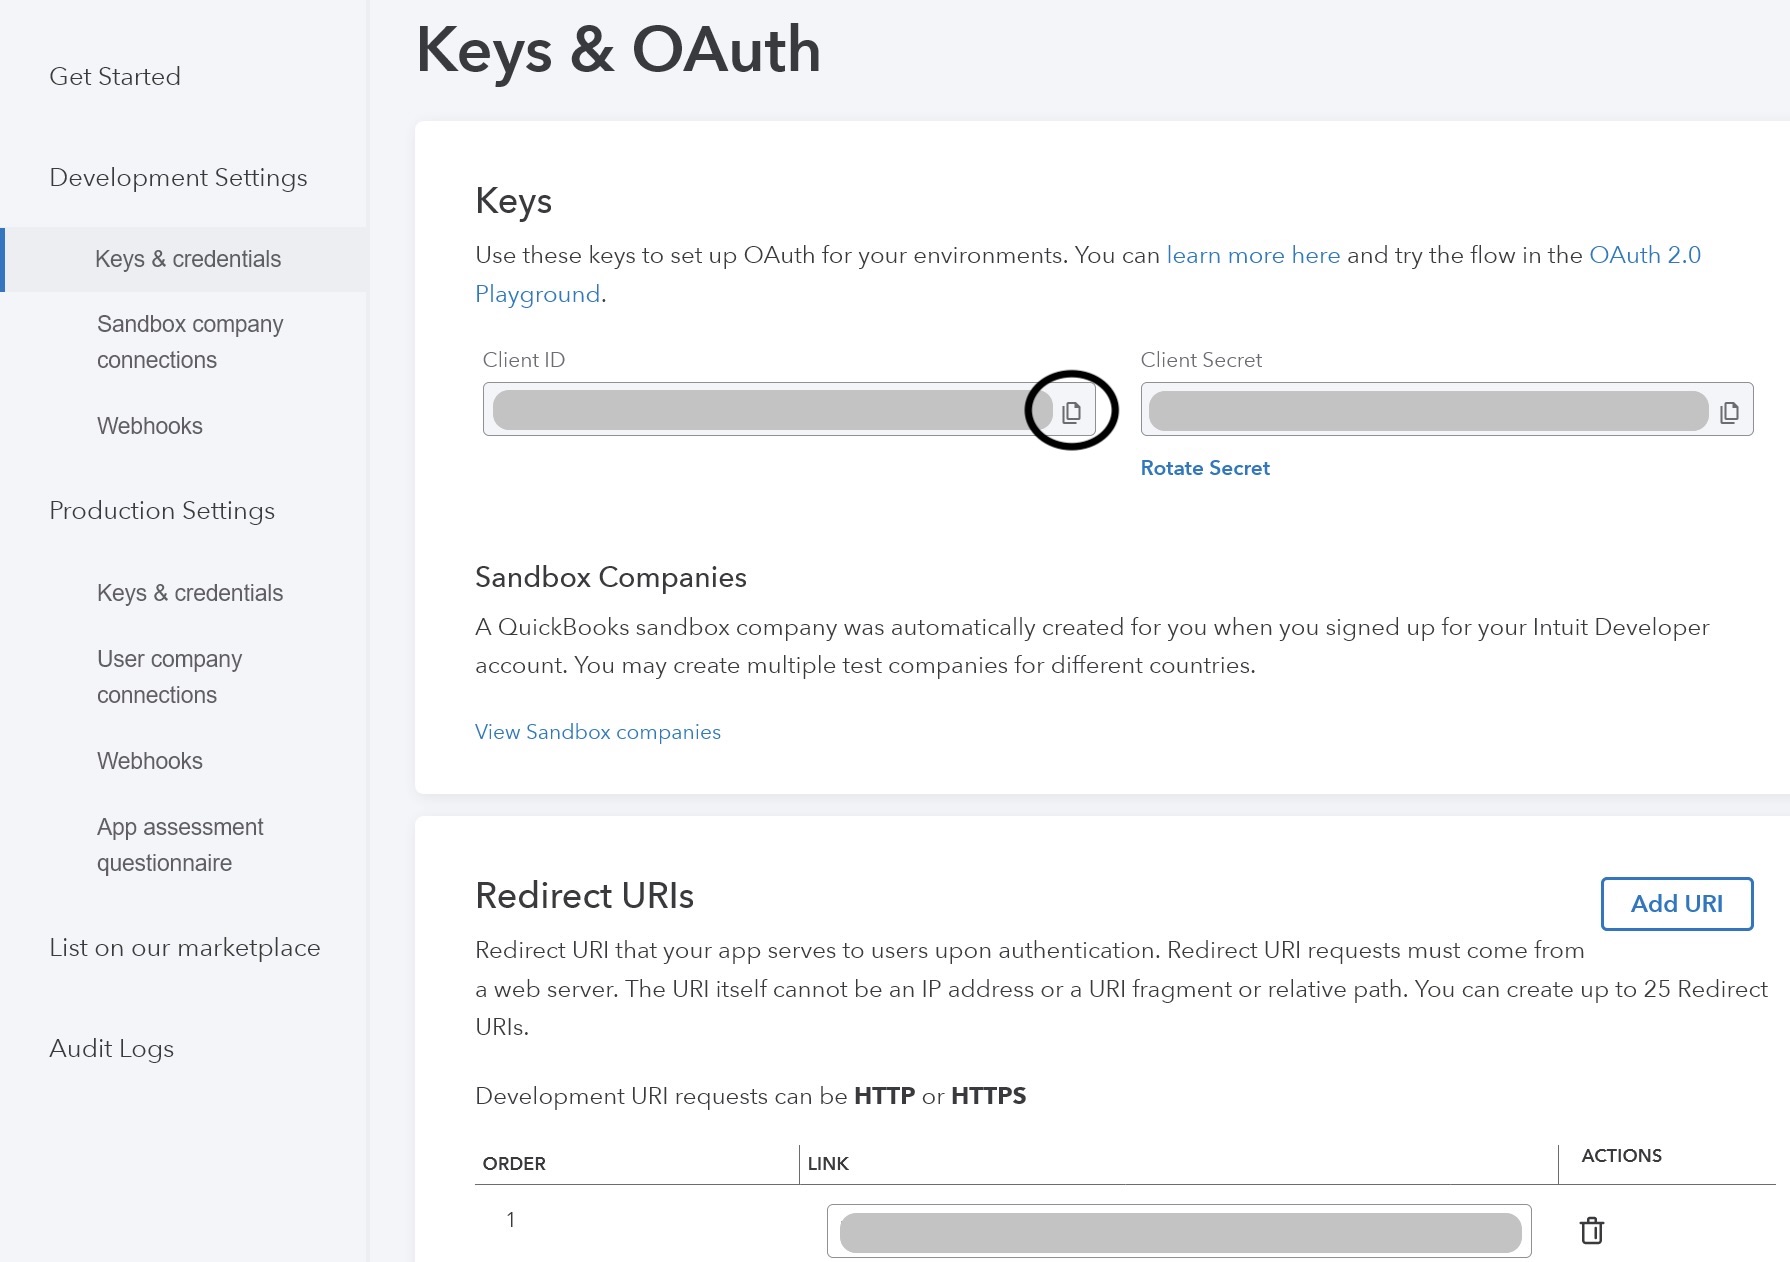 Keys & OAuth
Get Started
Development Settings
Keys & credentials
Sandbox company
connections
Webhooks
Production Settings
Keys & credentials
User company
connections
Webhooks
App assessment
questionnaire
List on our marketplace
Audit Logs
Keys
Use these keys to set up OAuth for your environments. You can learn more here and try the flow in the OAuth 2.0
Playground.
Client ID
Client Secret
Rotate Secret
Sandbox Companies
A QuickBooks sandbox company was automatically created for you when you signed up for your Intuit Developer
account. You may create multiple test companies for different countries.
View Sandbox companies
Redirect URIs
Add URI
Redirect URI that your app serves to users upon authentication. Redirect URI requests must come from
a web server. The URI itself cannot be an IP address or a URI fragment or relative path. You can create up to 25 Redirect
URIs.
Development URI requests can be HTTP or HTTPS
ORDER
LINK
ACTIONS
1